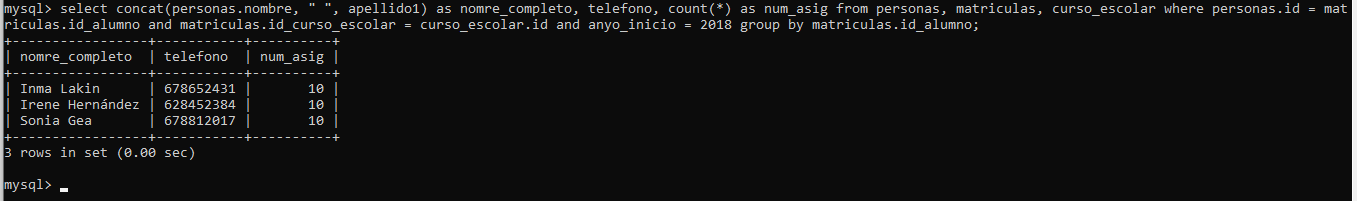 mysql> select concat(personas.nombre, " ", apellido1) as nomre_completo, telefono, count(*) as num_asig from personas, matriculas, curso_escolar where personas.id = mat
riculas.id_alumno and matriculas.id_curso_escolar = curso_escolar.id and anyo_inicio = 2018 group by matriculas.id_alumno;
+-----------------+-----------+----------+
| nomre_completo  | telefono  | num_asig |
+-----------------+-----------+----------+
| Inma Lakin      | 678652431 |       10 |
| Irene Hernández | 628452384 |       10 |
| Sonia Gea       | 678812017 |       10 |
+-----------------+-----------+----------+
3 rows in set (0.00 sec)
mysql> _